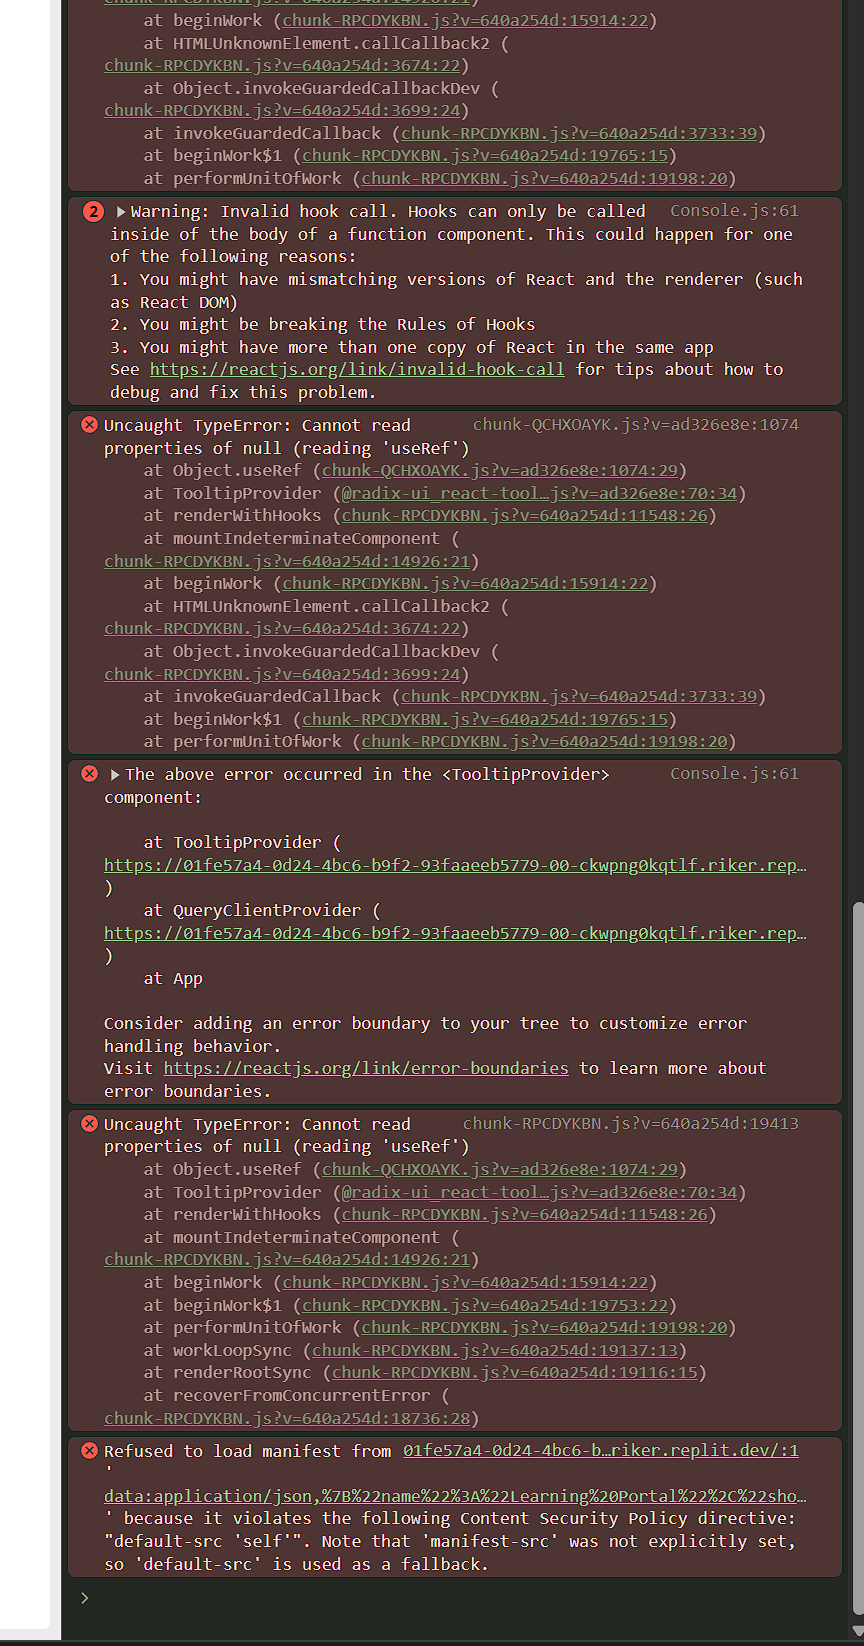 at beginWork (chunk-RPCDYKBN.js?v=640a254d:15914:22)
at HTMLUnknownElement.callCallback2 (
chunk-RPCDYKBN.js?v=640a254d:3674:22)
at Object.invokeGuardedCallbackDev (
chunk-RPCDYKBN.js?v=640a254d:3699:24)
at invokeGuardedCallback (chunk-RPCDYKBN.js?v=640a254d:3733:39)
at beginWork$1 (chunk-RPCDYKBN.js?v=640a254d:19765:15)
at performUnitOfWork (chunk-RPCDYKBN.js?v=640a254d:19198:20)
2 ▶Warning: Invalid hook call. Hooks can only be called Console.js:61
inside of the body of a function component. This could happen for one
of the following reasons:
1. You might have mismatching versions of React and the renderer (such
as React DOM)
2. You might be breaking the Rules of Hooks
3. You might have more than one copy of React in the same app
See https://reactjs.org/link/invalid-hook-call for tips about how to
debug and fix this problem.
Uncaught TypeError: Cannot read chunk-QCHXOAYK.js?v=ad326e8e:1074
properties of null (reading 'useRef')
at Object.useRef (chunk-QCHXOAYK.js?v=ad326e8e:1074:29)
at TooltipProvider (@radix-ui_react-tool…js?v=ad326e8e:70:34)
at renderWithHooks (chunk-RPCDYKBN.js?v=640a254d:11548:26)
at mountIndeterminateComponent (
chunk-RPCDYKBN.js?v=640a254d:14926:21)
at beginWork (chunk-RPCDYKBN.js?v=640a254d:15914:22)
at HTMLUnknownElement.callCallback2 (
chunk-RPCDYKBN.js?v=640a254d:3674:22)
at Object.invokeGuardedCallbackDev (
chunk-RPCDYKBN.js?v=640a254d:3699:24)
at invokeGuardedCallback (chunk-RPCDYKBN.js?v=640a254d:3733:39)
at beginWork$1 (chunk-RPCDYKBN.js?v=640a254d:19765:15)
at performUnitOfWork (chunk-RPCDYKBN.js?v=640a254d:19198:20)
▶The above error occurred in the <TooltipProvider> Console.js:61
component:
at TooltipProvider (
https://01fe57a4-0d24-4bc6-b9f2-93faaeeb5779-00-ckwpng0kqtlf.riker.rep…
)
at QueryClientProvider (
https://01fe57a4-0d24-4bc6-b9f2-93faaeeb5779-00-ckwpng0kqtlf.riker.rep…
)
at App
Consider adding an error boundary to your tree to customize error
handling behavior.
Visit https://reactjs.org/link/error-boundaries to learn more about
error boundaries.
Uncaught TypeError: Cannot read chunk-RPCDYKBN.js?v=640a254d:19413
properties of null (reading 'useRef')
at Object.useRef (chunk-QCHXOAYK.js?v=ad326e8e:1074:29)
at TooltipProvider (@radix-ui_react-tool…js?v=ad326e8e:70:34)
at renderWithHooks (chunk-RPCDYKBN.js?v=640a254d:11548:26)
at mountIndeterminateComponent (
chunk-RPCDYKBN.js?v=640a254d:14926:21)
at beginWork (chunk-RPCDYKBN.js?v=640a254d:15914:22)
at beginWork$1 (chunk-RPCDYKBN.js?v=640a254d:19753:22)
at performUnitOfWork (chunk-RPCDYKBN.js?v=640a254d:19198:20)
at workLoopSync (chunk-RPCDYKBN.js?v=640a254d:19137:13)
at renderRootSync (chunk-RPCDYKBN.js?v=640a254d:19116:15)
at recoverFromConcurrentError (
chunk-RPCDYKBN.js?v=640a254d:18736:28)
Refused to load manifest from 01fe57a4-0d24-4bc6-b…riker.replit.dev/:1
'
data:application/json,%7B%22name%22%3A%22Learning%20Portal%22%2C%22sho…
' because it violates the following Content Security Policy directive:
"default-src 'self'". Note that 'manifest-src' was not explicitly set,
so 'default-src' is used as a fallback.